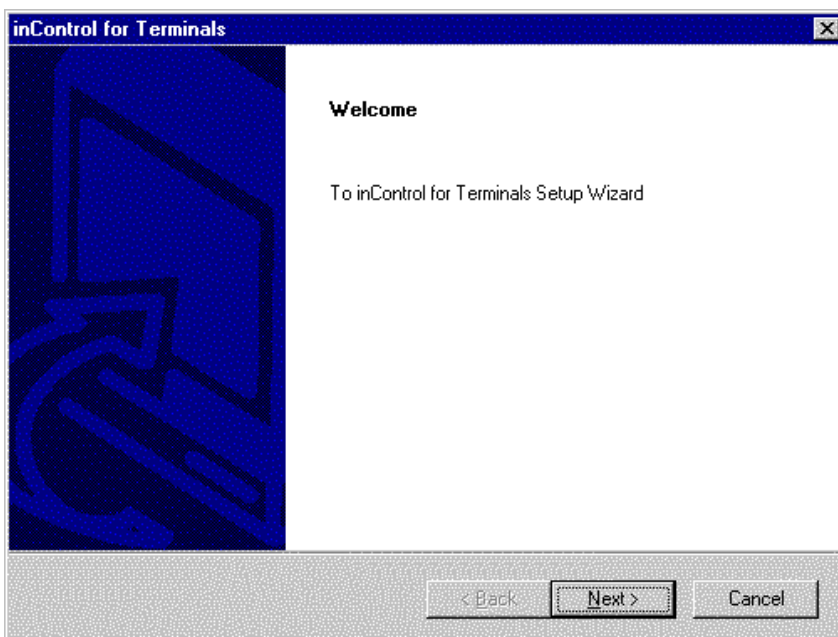 inControl for Terminals
Welcome
To inControl for Terminals Setup Wizard
< Back Next > Cancel